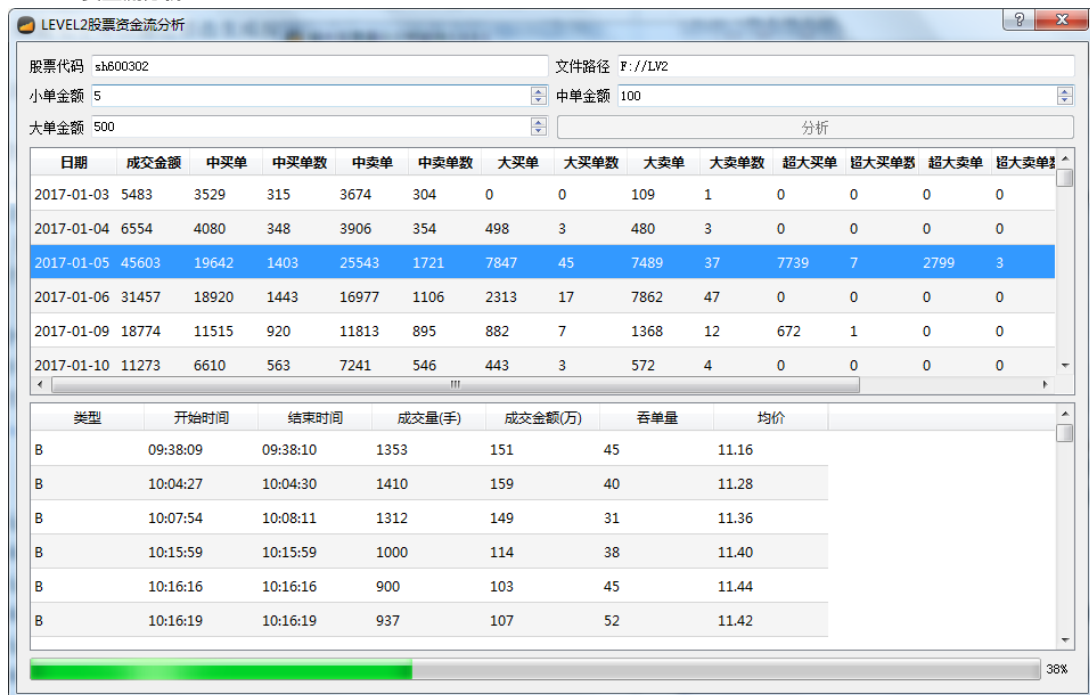 LEVEL2股票资金流分析
股票代码 sh600302 文件路径 F://LV2
小单金额 5 中单金额 100
大单金额 500 分析
日期 成交金额 中买单 中买单数 中卖单 中卖单数 大买单 大买单数 大卖单 大卖单数 超大买单 超大买单数 超大卖单 超大卖单数
2017-01-03 5483 3529 315 3674 304 0 0 109 1 0 0 0 0
2017-01-04 6554 4080 348 3906 354 498 3 480 3 0 0 0 0
2017-01-05 45603 19642 1403 25543 1721 7847 45 7489 37 7739 7 2799 3
2017-01-06 31457 18920 1443 16977 1106 2313 17 7862 47 0 0 0 0
2017-01-09 18774 11515 920 11813 895 882 7 1368 12 672 1 0 0
2017-01-10 11273 6610 563 7241 546 443 3 572 4 0 0 0 0
类型 开始时间 结束时间 成交量(手) 成交金额(万) 吞单量 均价
B 09:38:09 09:38:10 1353 151 45 11.16
B 10:04:27 10:04:30 1410 159 40 11.28
B 10:07:54 10:08:11 1312 149 31 11.36
B 10:15:59 10:15:59 1000 114 38 11.40
B 10:16:16 10:16:16 900 103 45 11.44
B 10:16:19 10:16:19 937 107 52 11.42
38%